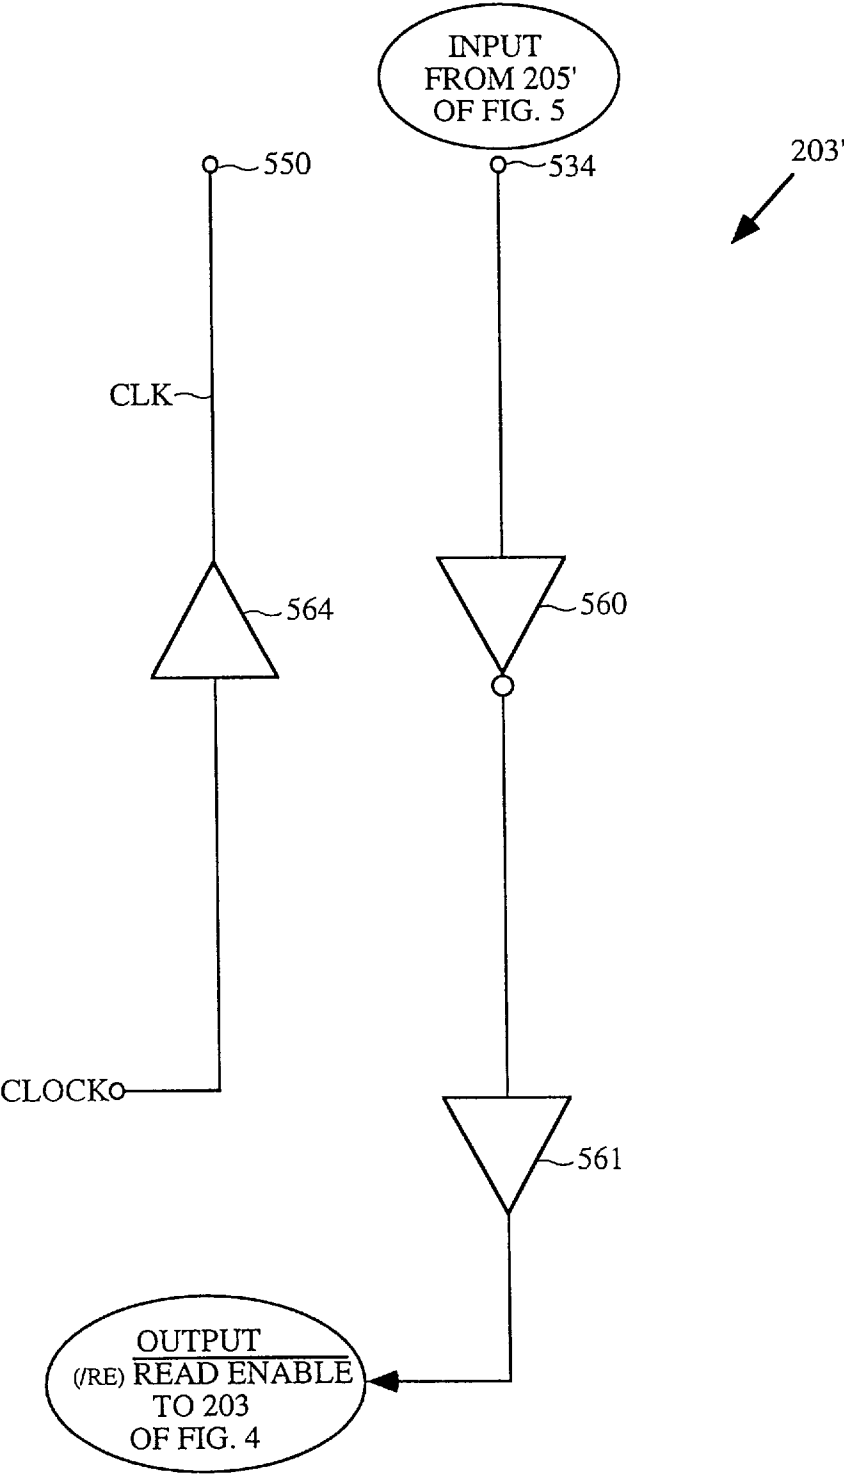 INPUT
FROM 205'
OF FIG. 5
550
534
203'
CLK
564
560
CLOCK
561
OUTPUT
(/RE) READ ENABLE
TO 203
OF FIG. 4